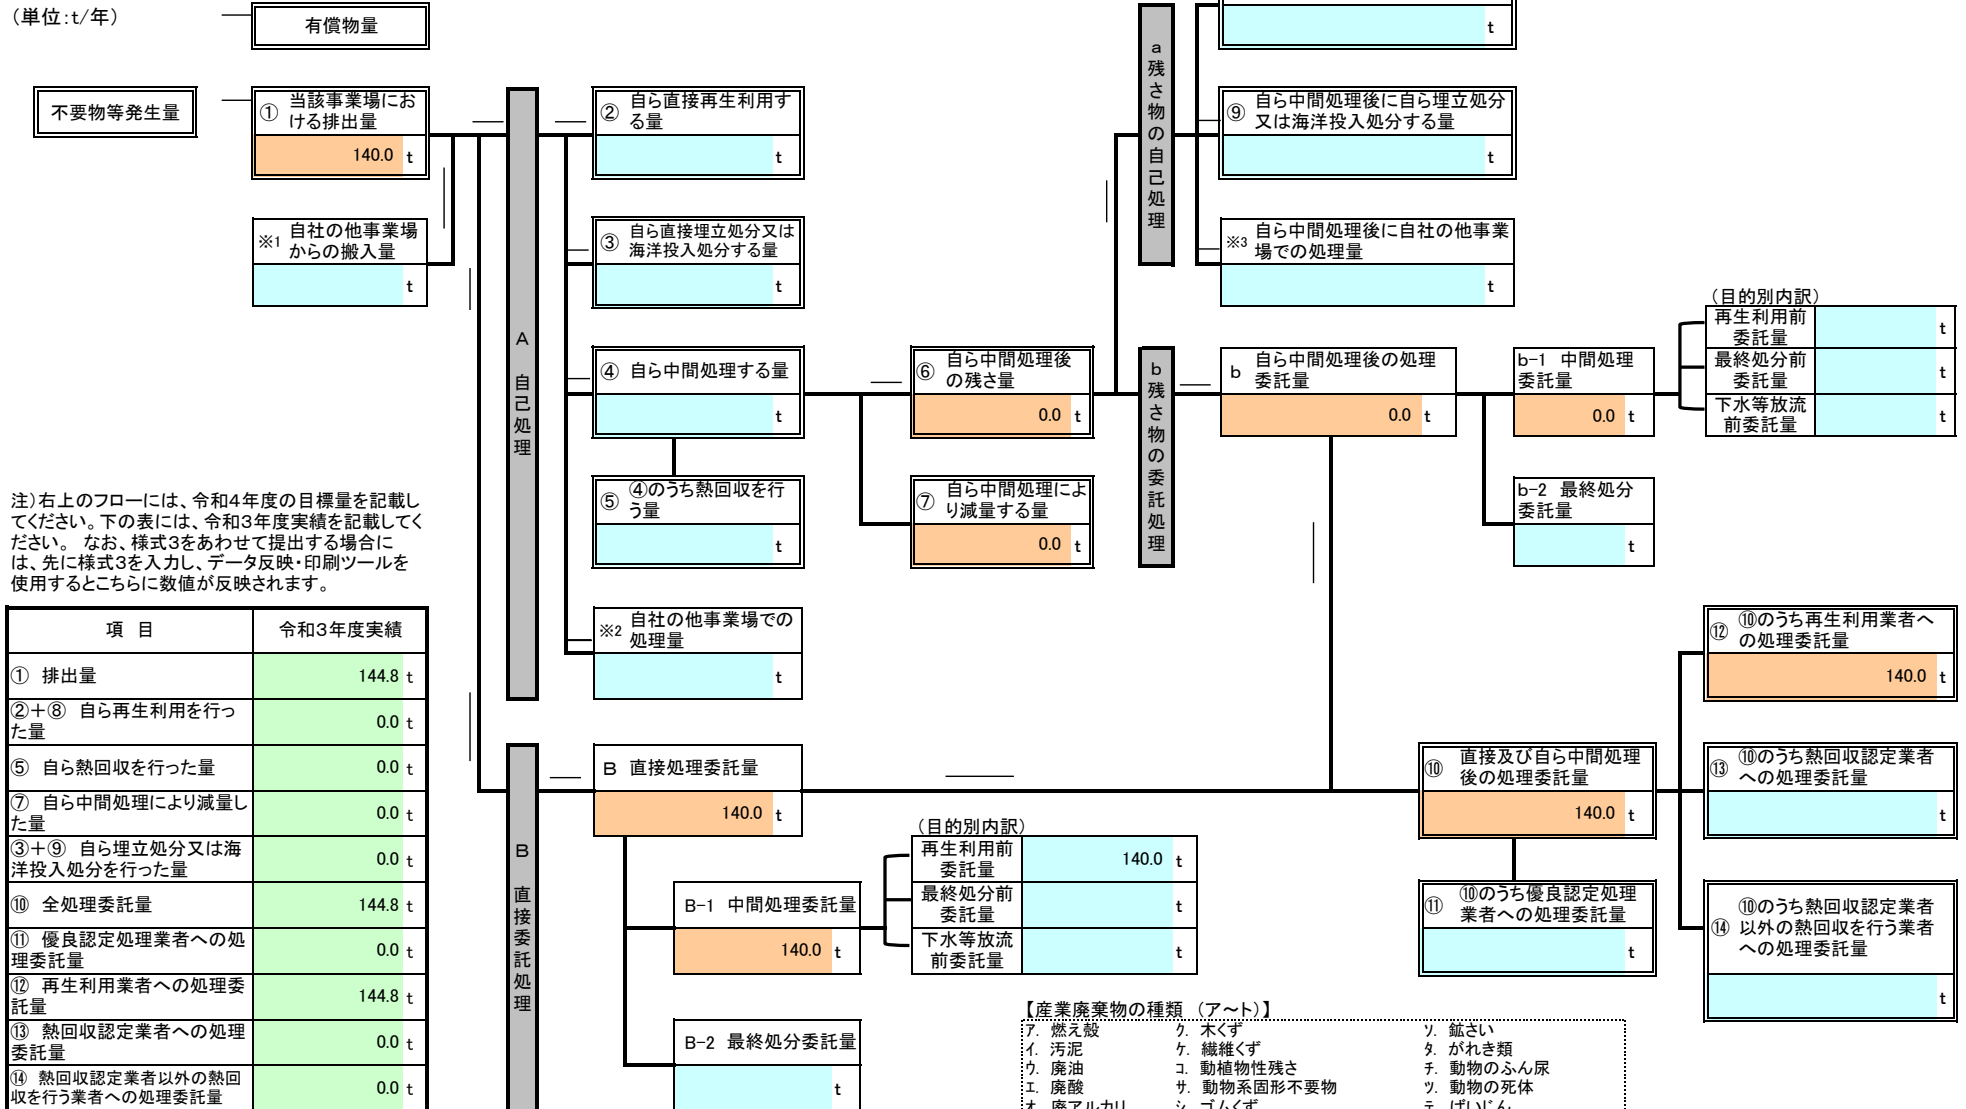 （単位:t/年）
有償物量
不要物等発生量
① 当該事業場にお
ける排出量
140.0 t
※1 自社の他事業場
からの搬入量
t
A 自己処理
② 自ら直接再生利用す
る量
t
③ 自ら直接埋立処分又は
海洋投入処分する量
t
④ 自ら中間処理する量
t
⑤ ④のうち熱回収を行
う量
t
※2 自社の他事業場での
処理量
t
⑥ 自ら中間処理後
の残さ量
0.0 t
⑦ 自ら中間処理によ
り減量する量
0.0 t
a 残さ物の自己処理
t
⑨ 自ら中間処理後に自ら埋立処分
又は海洋投入処分する量
t
※3 自ら中間処理後に自社の他事業
場での処理量
t
b 残さ物の委託処理
b 自ら中間処理後の処理
委託量
0.0 t
b-1 中間処理
委託量
0.0 t
（目的別内訳）
再生利用前
委託量
t
最終処分前
委託量
t
下水等放流
前委託量
t
b-2 最終処分
委託量
t
注）右上のフローには、令和４年度の目標量を記載し
てください。下の表には、令和３年度実績を記載してく
ださい。 なお、様式３をあわせて提出する場合に
は、先に様式３を入力し、データ反映・印刷ツールを
使用するとこちらに数値が反映されます。
項 目 令和３年度実績
① 排出量 144.8 t
②＋⑧ 自ら再生利用を行っ
た量 0.0 t
⑤ 自ら熱回収を行った量 0.0 t
⑦ 自ら中間処理により減量し
た量 0.0 t
③＋⑨ 自ら埋立処分又は海
洋投入処分を行った量 0.0 t
⑩ 全処理委託量 144.8 t
⑪ 優良認定処理業者への処
理委託量 0.0 t
⑫ 再生利用業者への処理委
託量 144.8 t
⑬ 熱回収認定業者への処理
委託量 0.0 t
⑭ 熱回収認定業者以外の熱回
収を行う業者への処理委託量 0.0 t
B 直接委託処理
B 直接処理委託量
140.0 t
B-1 中間処理委託量
140.0 t
（目的別内訳）
再生利用前
委託量
140.0 t
最終処分前
委託量
t
下水等放流
前委託量
t
B-2 最終処分委託量
t
⑩ 直接及び自ら中間処理
後の処理委託量
140.0 t
⑪ ⑩のうち優良認定処理
業者への処理委託量
t
⑫ ⑩のうち再生利用業者へ
の処理委託量
140.0 t
⑬ ⑩のうち熱回収認定業者
への処理委託量
t
⑭ ⑩のうち熱回収認定業者
以外の熱回収を行う業者
への処理委託量
t
【産業廃棄物の種類 （ア～ト）】
ｱ. 燃え殻 ｸ. 木くず ｿ. 鉱さい
ｲ. 汚泥 ｹ. 繊維くず ﾀ. がれき類
ｳ. 廃油 ｺ. 動植物性残さ ﾁ. 動物のふん尿
ｴ. 廃酸 ｻ. 動物系固形不要物 ﾂ. 動物の死体
ｵ. 廃アルカリ ｼ. ゴムくず ﾃ. ばいじん